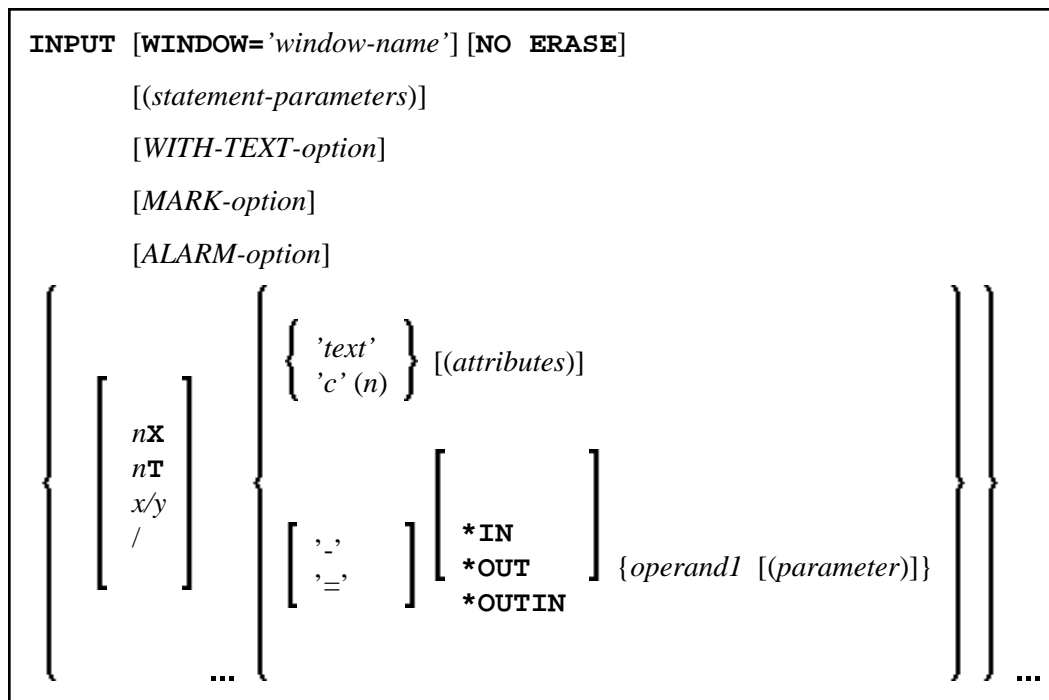 INPUT [WINDOW='window-name'] [NO ERASE]
[(statement-parameters)]
[WITH-TEXT-option]
[MARK-option]
[ALARM-option]
’text’
’c’ (n)
[(attributes)]
nX
nT
x/y
/
...
’-’
’=’
*IN
*OUT
*OUTIN
{operand1 [(parameter)]}
...